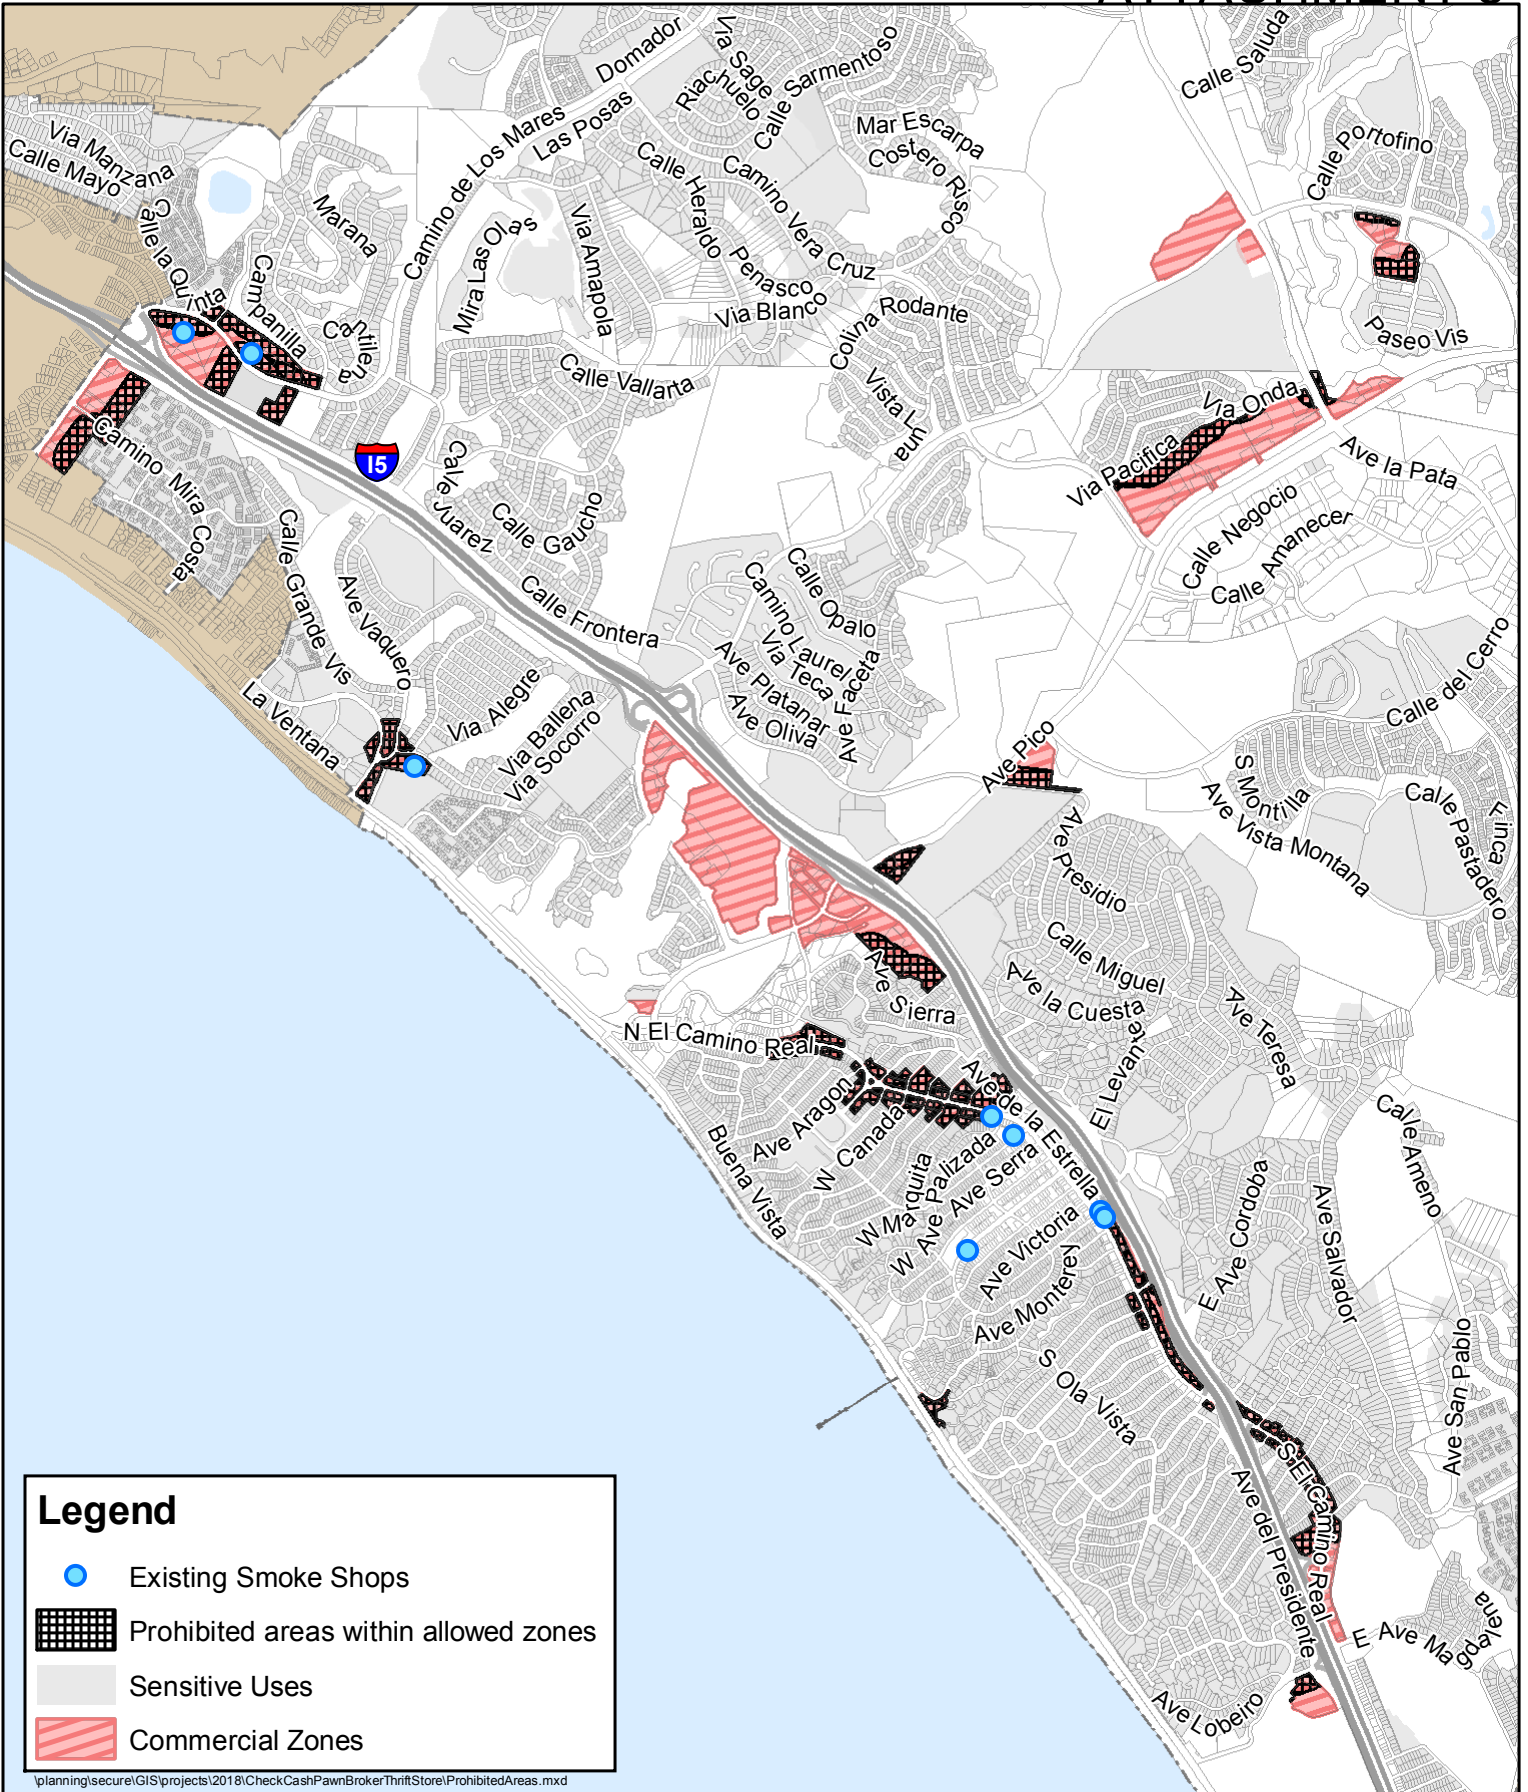 Via Manzana
Calle Mayo
Calle la Quinta
Campanilla
Marana
Cantilena
Camino de Los Mares
Domador
Las Posas
Via Sage
Riachuelo
Calle Sarmentoso
Mar Escarpa
Costero Risco
Calle Saluda
Calle Portofino
Paseo Vis
Mira Las Olas
Via Amapola
Calle Heraldo
Camino Vera Cruz
Penasco
Via Blanco
Colina Rodante
Calle Vallarta
Vista Luna
Via Onda
Via Pacifica
Ave la Pata
Calle Negocio
Calle Amanecer
Camino Mira Costa
15
Calle Juarez
Calle Gaucho
Calle Grande Vis
Ave Vaquero
Calle Frontera
Calle Opalo
Camino Laurel
Via Teca
Ave Platanar
Ave Faceta
Ave Oliva
La Ventana
Via Alegre
Via Ballena
Via Socorro
Ave Pico
Calle del Cerro
S Montilla
Ave Vista Montana
Calle Pastadero
Finca
Ave Presidio
Calle Miguel
Ave la Cuesta
Ave Sierra
N El Camino Real
Ave Teresa
El Levante
Ave de la Estrella
Ave Aragon
W Canada
Buena Vista
W Marquita
W Ave Palizada
Ave Serra
Ave Victoria
Ave Monterey
Calle Ameno
E Ave Cordoba
Ave Salvador
S Ola Vista
Ave San Pablo
S El Camino Real
Ave del Presidente
E Ave Magdalena
Ave Lobeiro
Legend
Existing Smoke Shops
Prohibited areas within allowed zones
Sensitive Uses
Commercial Zones
\planning\secure\GIS\projects\2018\CheckCashPawnBrokerThriftStore\ProhibitedAreas.mxd